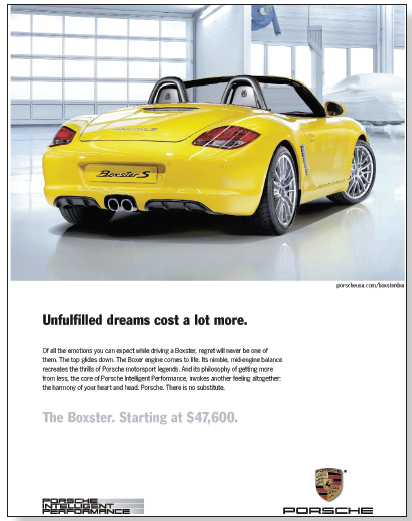 Boxster S
Boxster S
porscheusa.com/boxsterdna
Unfulfilled dreams cost a lot more.
Of all the emotions you can expect while driving a Boxster, regret will never be one of
them. The top glides down. The Boxer engine comes to life. Its nimble, mid-engine balance
recreates the thrills of Porsche motorsport legends. And its philosophy of getting more
from less, the core of Porsche Intelligent Performance, invokes another feeling altogether:
the harmony of your heart and head. Porsche. There is no substitute.
The Boxster. Starting at $47,600.
PORSCHE
INTELLIGENT
PERFORMANCE
PORSCHE